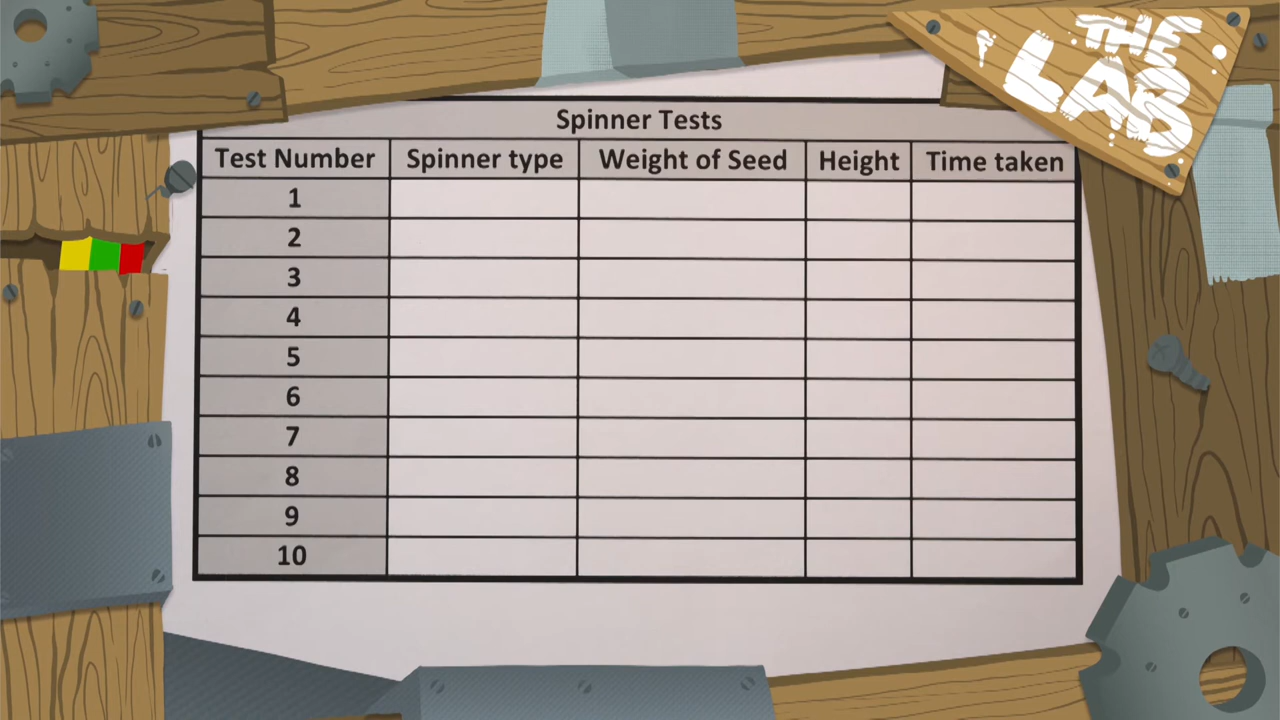 THE
LAB
Spinner Tests
Test Number Spinner type Weight of Seed Height Time taken
1
2
3
4
5
6
7
8
9
10